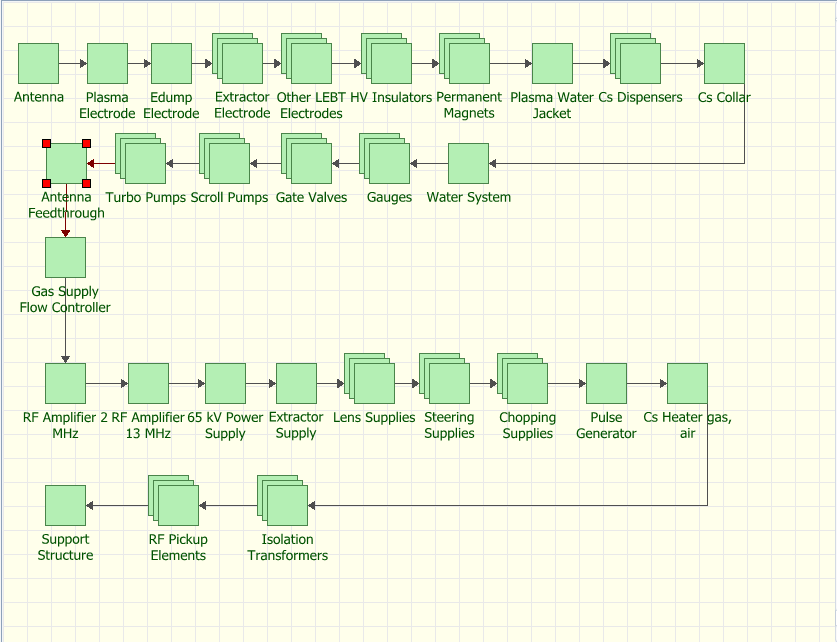 Antenna
Plasma
Electrode
Edump
Electrode
Extractor
Electrode
Other LEBT
Electrodes
HV Insulators
Permanent
Magnets
Plasma Water
Jacket
Cs Dispensers
Cs Collar
Antenna
Feedthrough
Turbo Pumps
Scroll Pumps
Gate Valves
Gauges
Water System
Gas Supply
Flow Controller
RF Amplifier 2
MHz
RF Amplifier
13 MHz
65 kV Power
Supply
Extractor
Supply
Lens Supplies
Steering
Supplies
Chopping
Supplies
Pulse
Generator
Cs Heater gas,
air
Support
Structure
RF Pickup
Elements
Isolation
Transformers